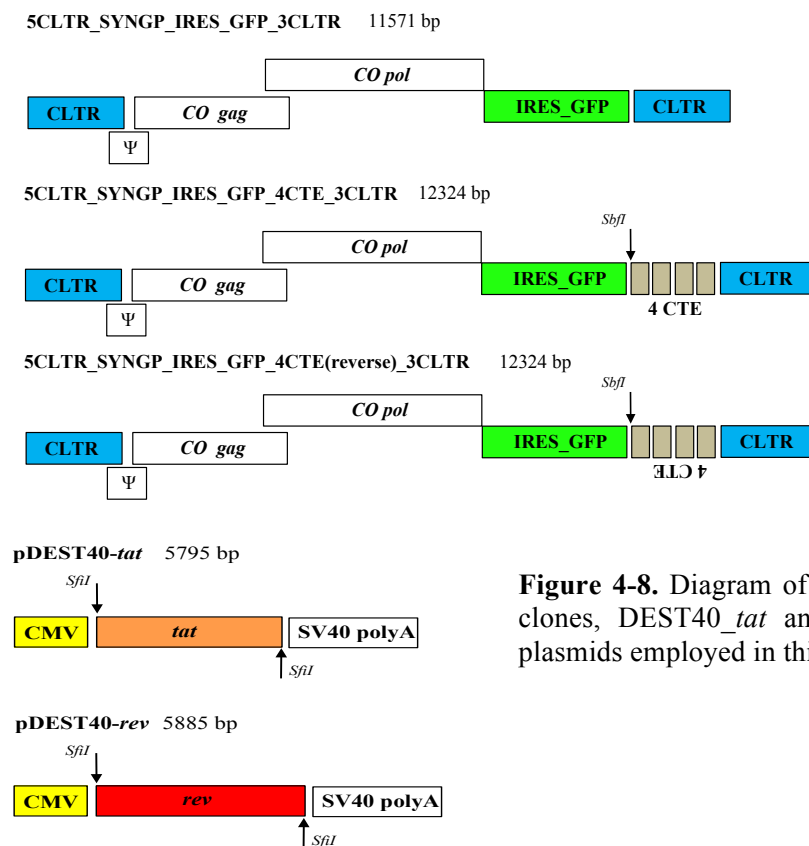 5CLTR_SYNGP_IRES_GFP_3CLTR 11571 bp
CO pol
CLTR CO gag IRES_GFP CLTR
Ψ
5CLTR_SYNGP_IRES_GFP_4CTE_3CLTR 12324 bp
SbfI
CO pol
CLTR CO gag IRES_GFP CLTR
Ψ 4 CTE
5CLTR_SYNGP_IRES_GFP_4CTE(reverse)_3CLTR 12324 bp
SbfI
CO pol
CLTR CO gag IRES_GFP CLTR
Ψ 4 CTE
pDEST40-tat 5795 bp
SfiI
CMV tat SV40 polyA
SfiI
Figure 4-8. Diagram of
clones, DEST40_tat an
plasmids employed in thi
pDEST40-rev 5885 bp
SfiI
CMV rev SV40 polyA
SfiI